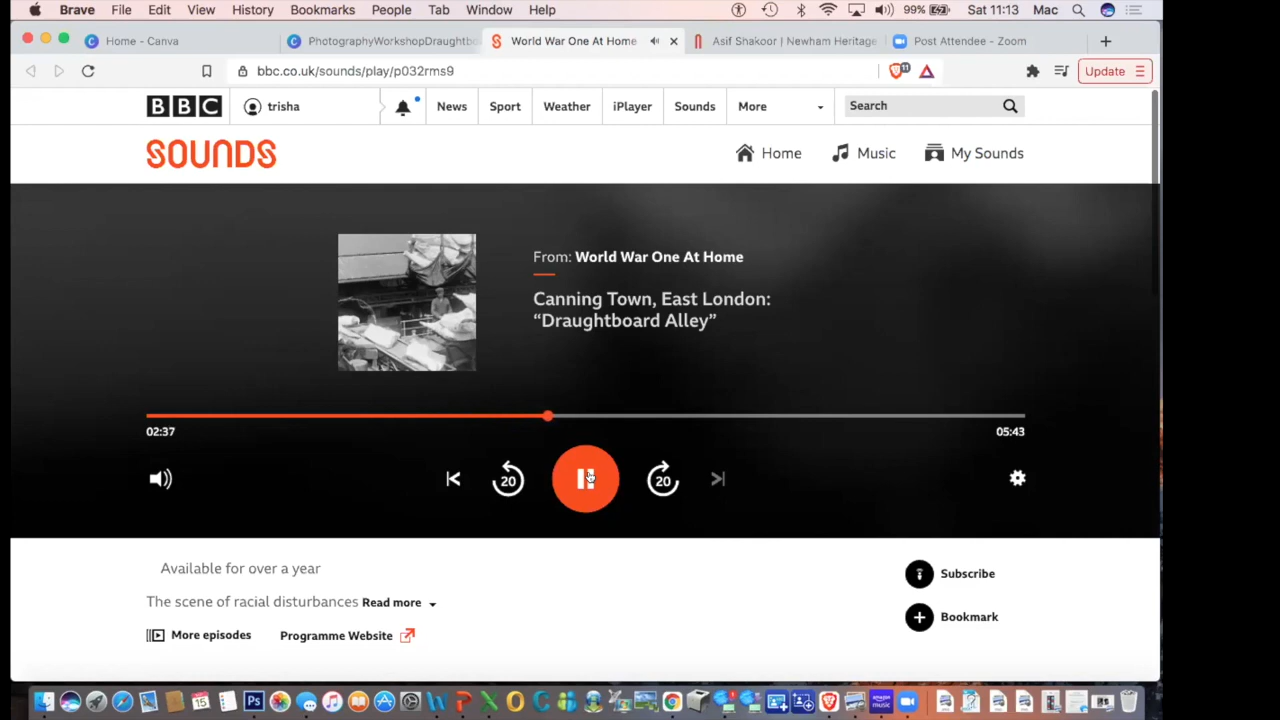 Brave File Edit View History Bookmarks People Tab Window Help 99% Sat 11:13 Mac
Home - Canva PhotographyWorkshopDraughtbo World War One At Home Asif Shakoor | Newham Heritage Post Attendee - Zoom
bbc.co.uk/sounds/play/p032rms9 11 Update
BBC trisha News Sport Weather iPlayer Sounds More Search
SOUNDS Home Music My Sounds
From: World War One At Home
Canning Town, East London:
“Draughtboard Alley”
02:37 05:43
20 20
Available for over a year Subscribe
The scene of racial disturbances Read more
Bookmark
More episodes Programme Website